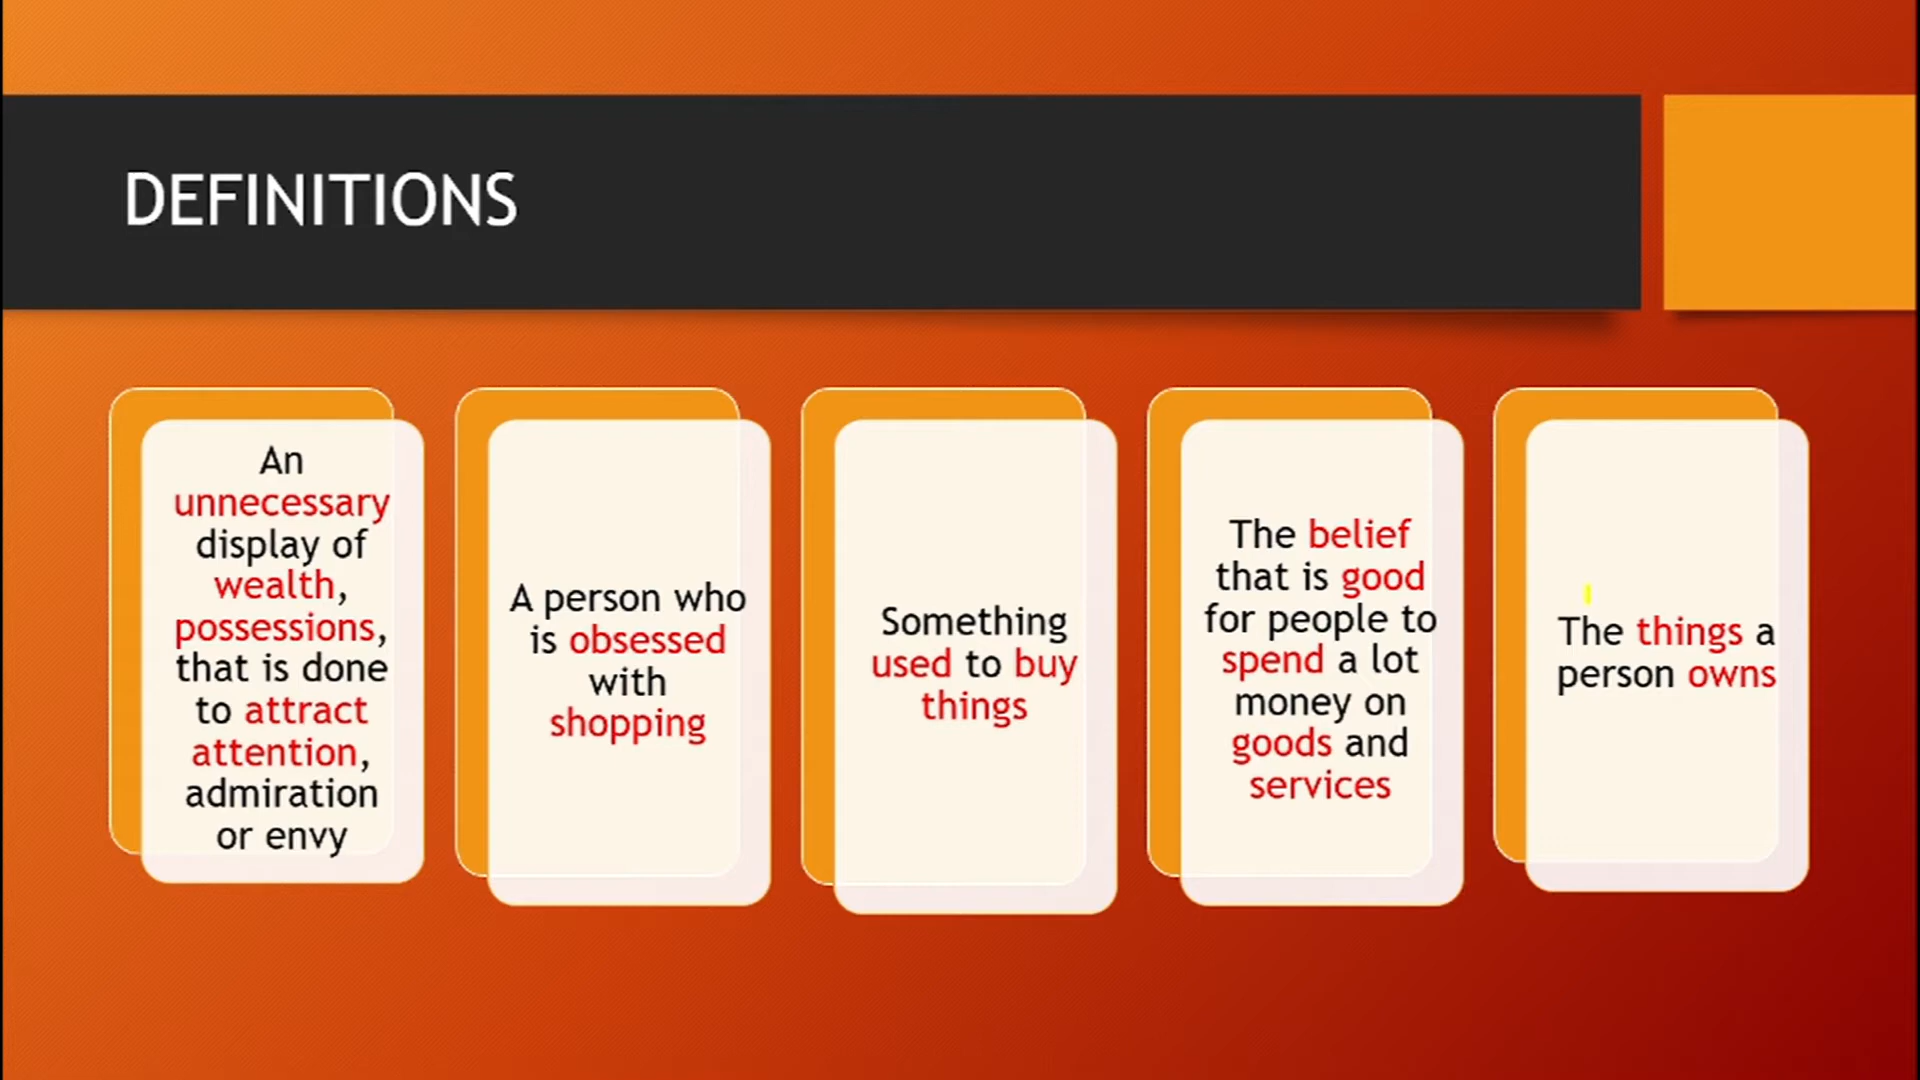 DEFINITIONS
An
unnecessary
display of
wealth,
possessions,
that is done
to attract
attention,
admiration
or envy
A person who
is obsessed
with
shopping
Something
used to buy
things
The belief
that is good
for people to
spend a lot
money on
goods and
services
The things a
person owns